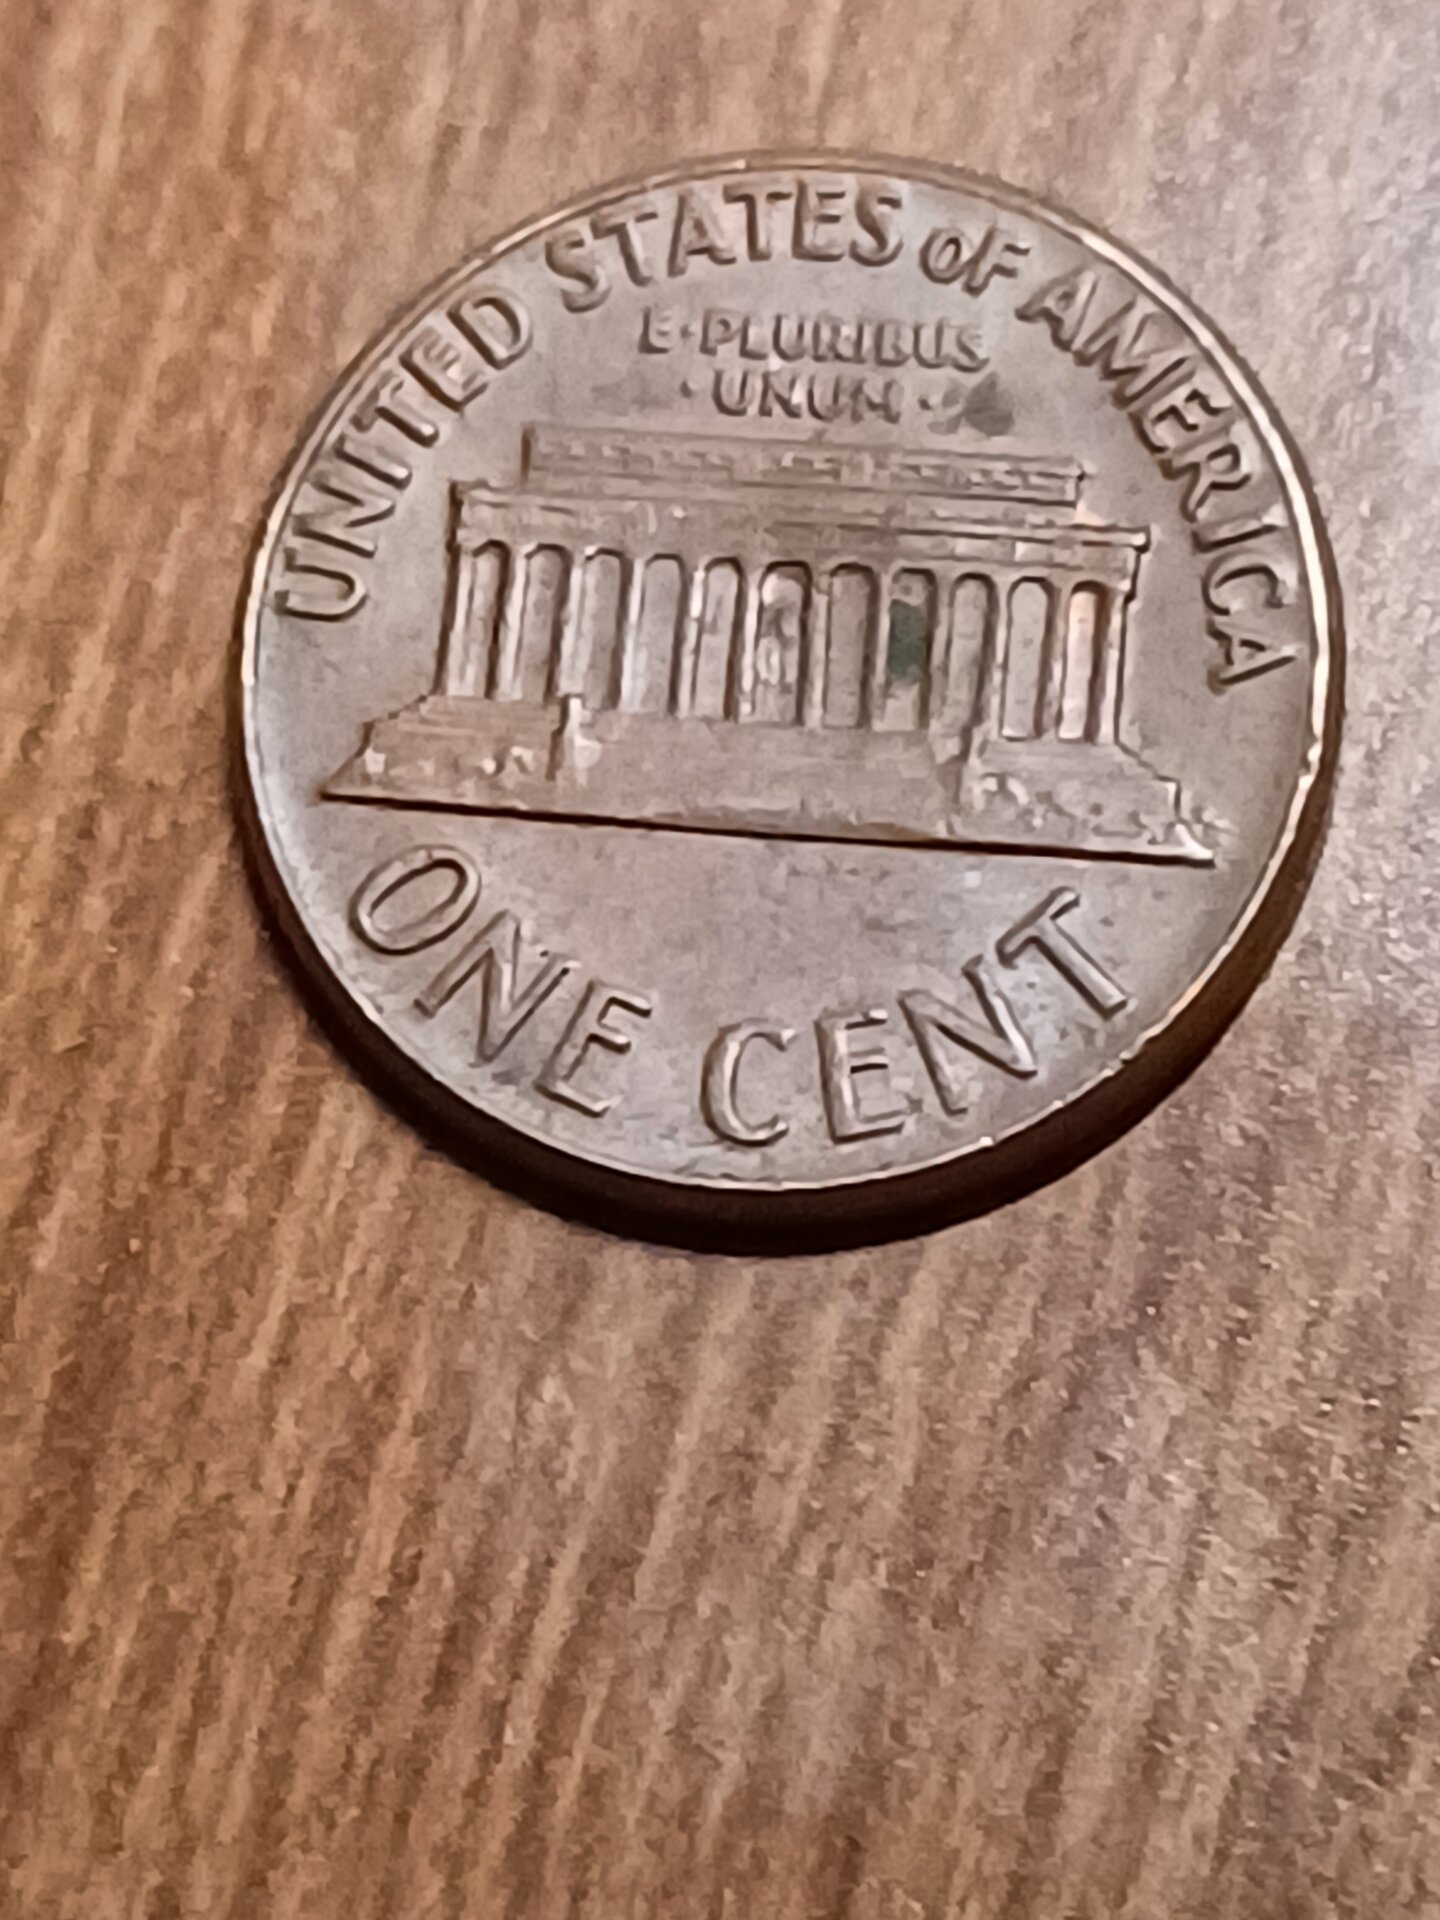 UNITED STATES oF AMERICA
E·PLURIBUS
·UNUM·
ONE CENT